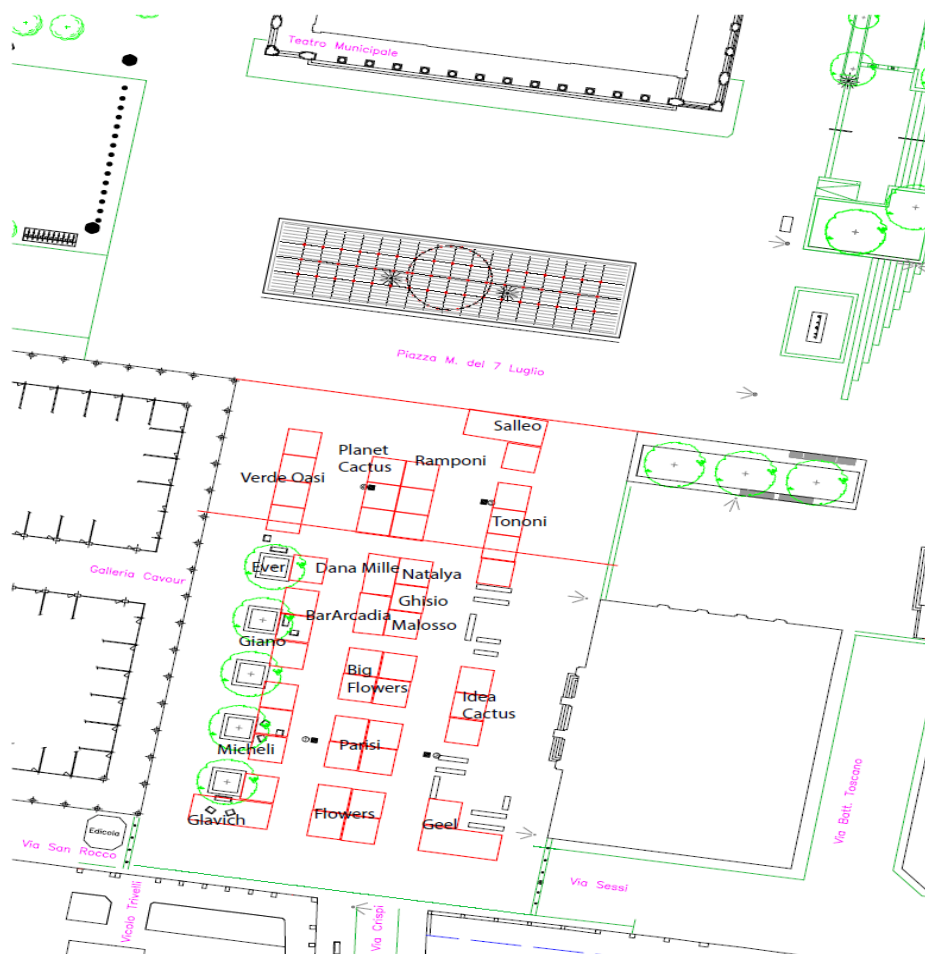 Teatro Municipale
Piazza M. del 7 Luglio
Salleo
Planet
Cactus
Ramponi
Verde Oasi
Tononi
Galleria Cavour
Ever
Dana Mille
Natalya
Ghisio
BarArcadia
Malosso
Giano
Big
Flowers
Idea
Cactus
Micheli
Parisi
Glavich
Flowers
Geel
Edicola
Via San Rocco
Via Batt. Toscano
Via Sessi
Vicolo Trivelli
Via Crispi